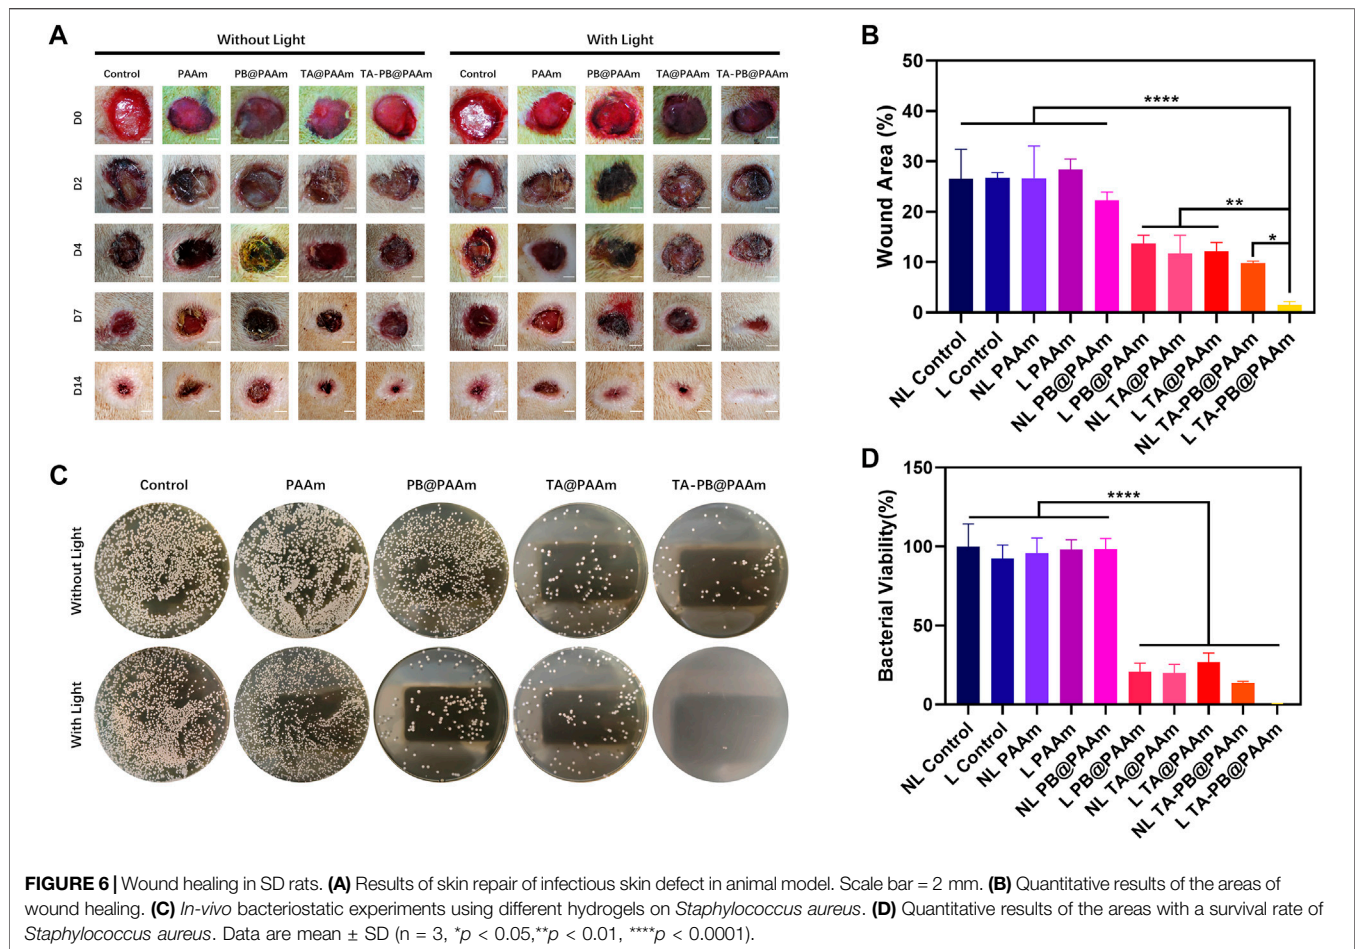 A
Without Light
With Light
Control PAAm PB@PAAm TA@PAAm TA-PB@PAAm Control PAAm PB@PAAm TA@PAAm TA-PB@PAAm
D0
D2
D4
D7
D14
B
Wound Area (%)
50
40
30
20
10
0
****
**
*
NL Control
L Control
NL PAAm
L PAAm
NL PB@PAAm
L PB@PAAm
NL TA@PAAm
L TA@PAAm
NL TA-PB@PAAm
L TA-PB@PAAm
C
Control PAAm PB@PAAm TA@PAAm TA-PB@PAAm
Without Light
With Light
D
Bacterial Viability(%)
150
100
50
0
****
NL Control
L Control
NL PAAm
L PAAm
NL PB@PAAm
L PB@PAAm
NL TA@PAAm
L TA@PAAm
NL TA-PB@PAAm
L TA-PB@PAAm
FIGURE 6 | Wound healing in SD rats. (A) Results of skin repair of infectious skin defect in animal model. Scale bar = 2 mm. (B) Quantitative results of the areas of
wound healing. (C) In-vivo bacteriostatic experiments using different hydrogels on Staphylococcus aureus. (D) Quantitative results of the areas with a survival rate of
Staphylococcus aureus. Data are mean ± SD (n = 3, *p < 0.05,**p < 0.01, ****p < 0.0001).